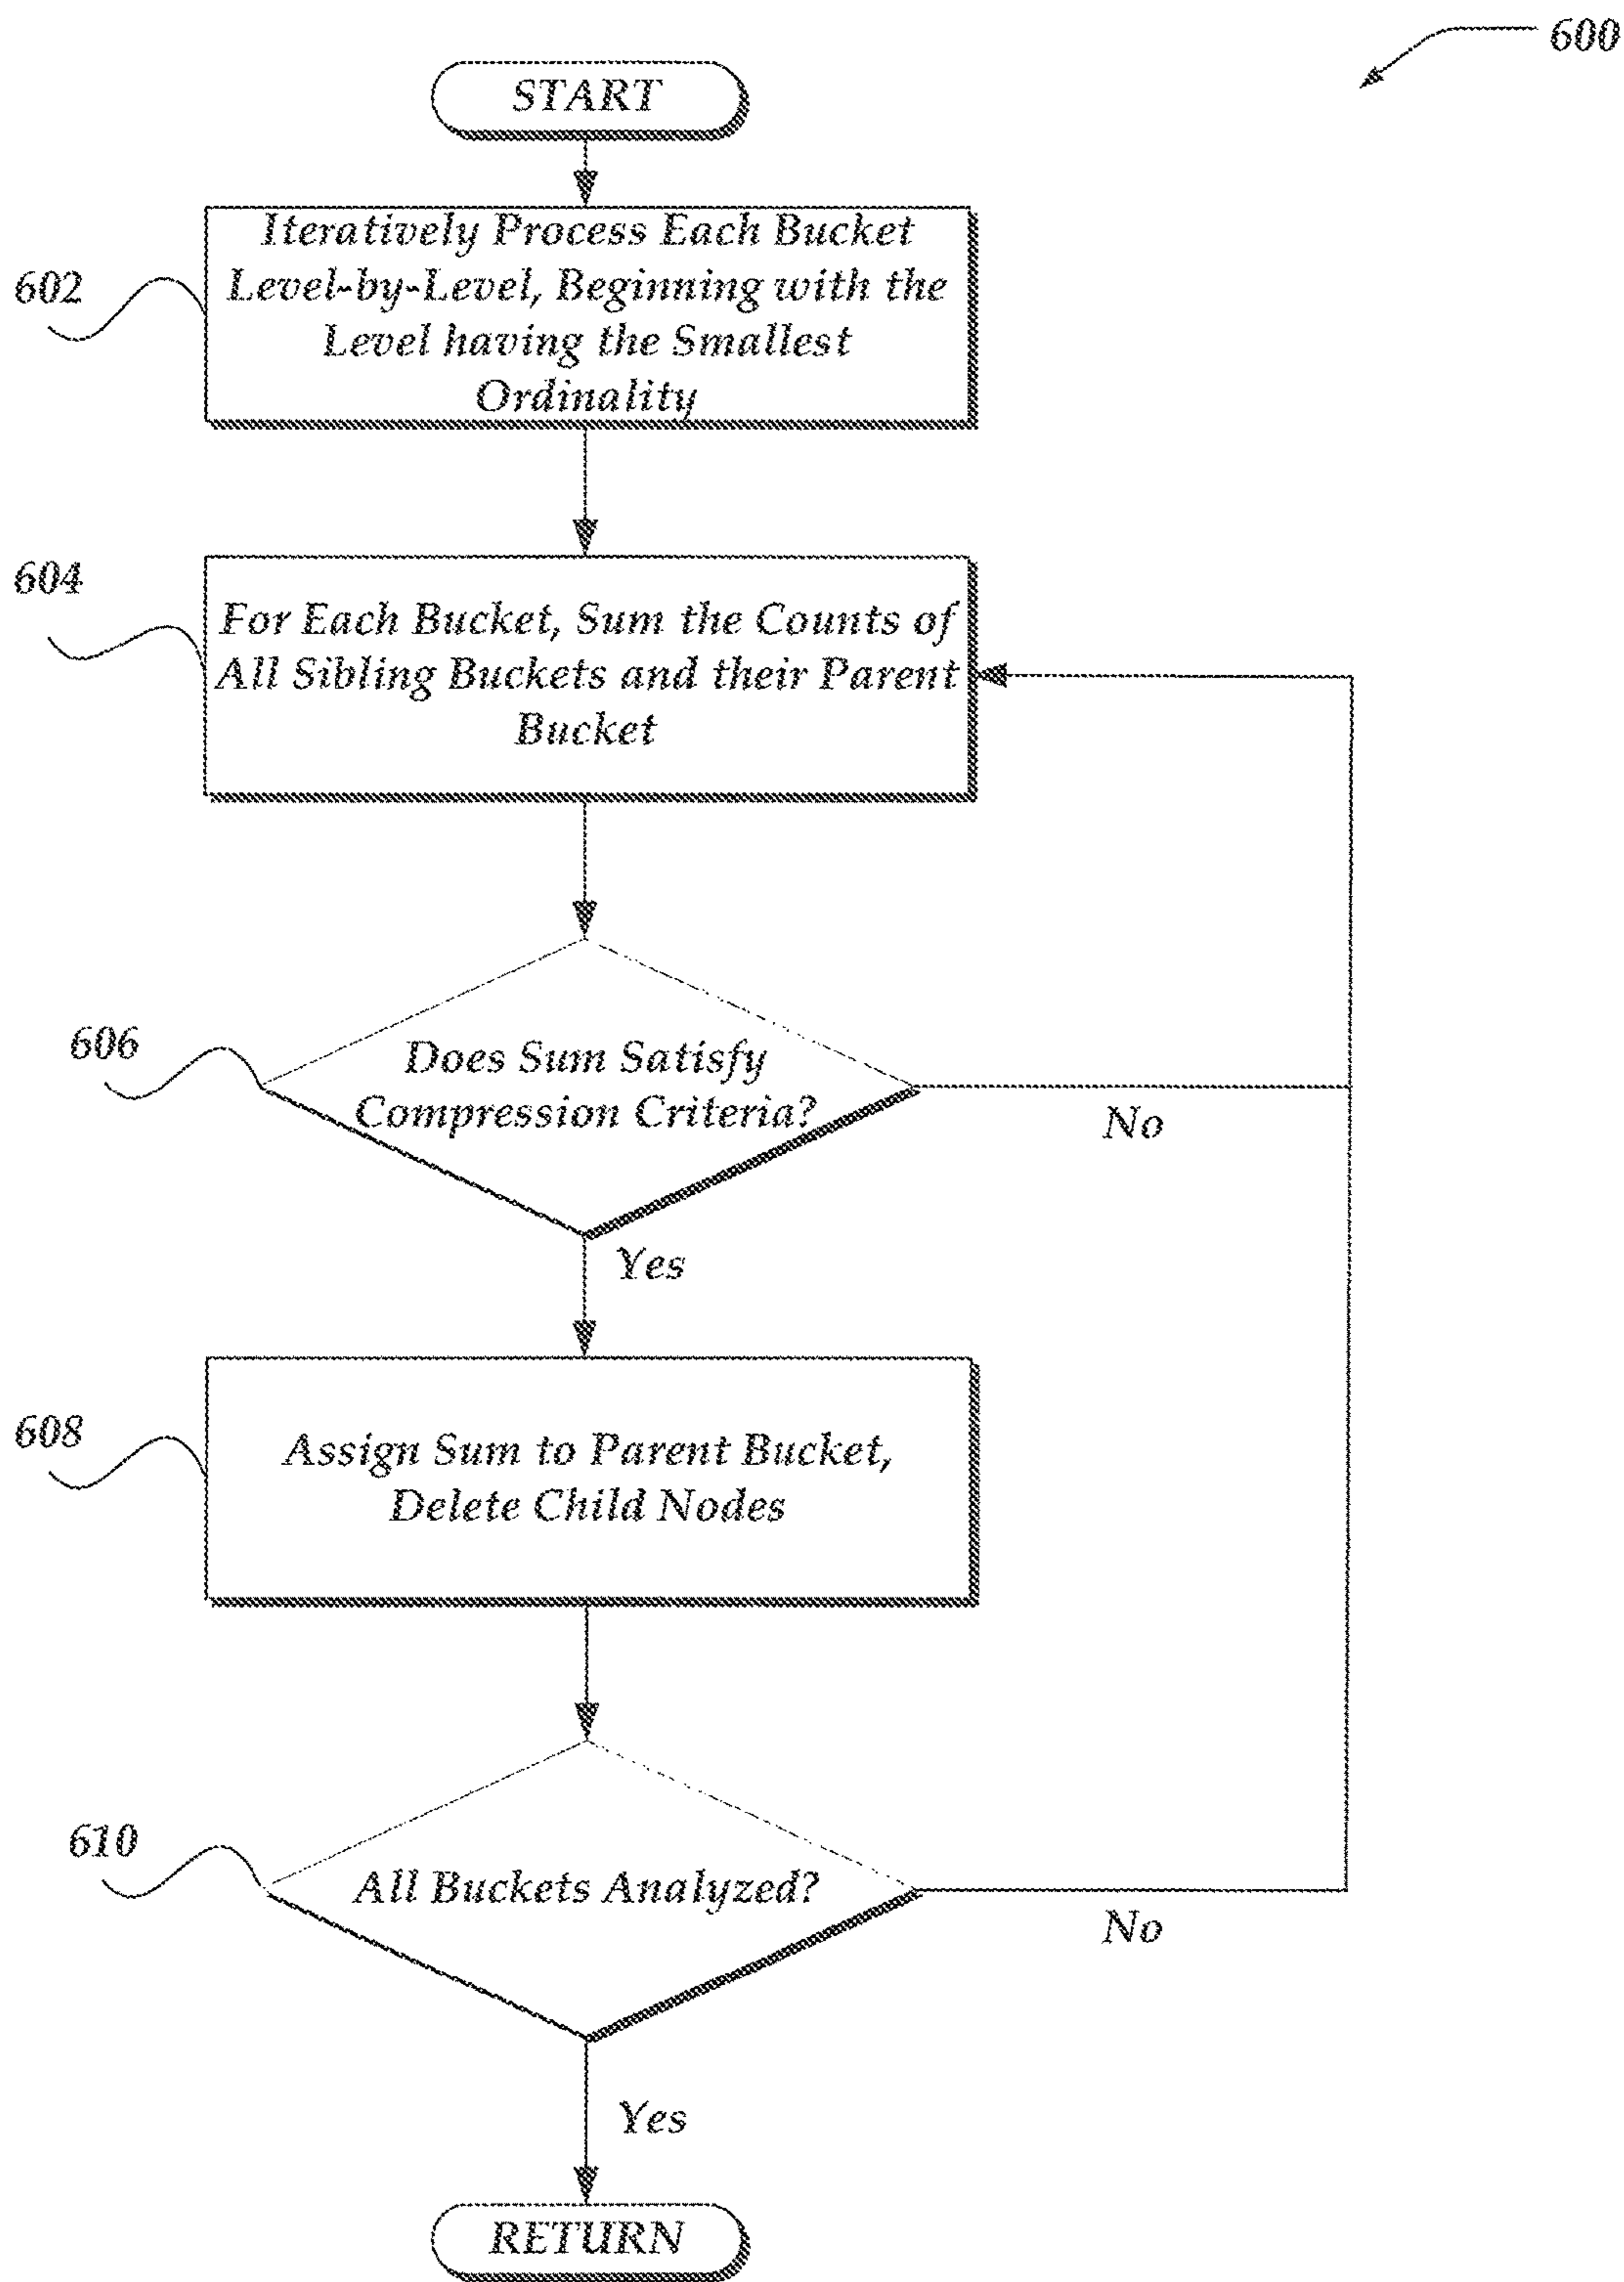 600
START
602
Iteratively Process Each Bucket
Level-by-Level, Beginning with the
Level having the Smallest
Ordinality
604
For Each Bucket, Sum the Counts of
All Sibling Buckets and their Parent
Bucket
606
Does Sum Satisfy
Compression Criteria?
No
Yes
608
Assign Sum to Parent Bucket,
Delete Child Nodes
610
All Buckets Analyzed?
No
Yes
RETURN